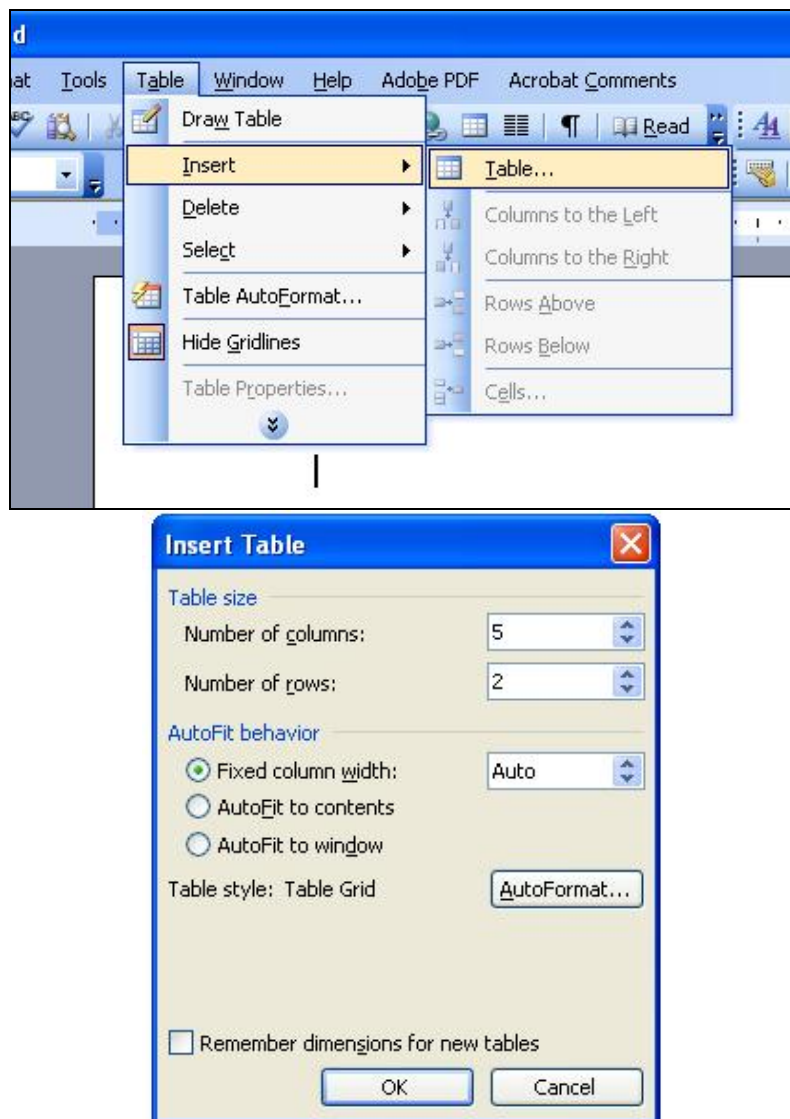 d
at Tools Table Window Help Adobe PDF Acrobat Comments
ABC Draw Table ¶ Read A4
Insert Table...
Delete Columns to the Left
Select Columns to the Right
Table AutoFormat... Rows Above
Hide Gridlines Rows Below
Table Properties... Cells...
Insert Table
Table size
Number of columns: 5
Number of rows: 2
AutoFit behavior
Fixed column width: Auto
AutoFit to contents
AutoFit to window
Table style: Table Grid AutoFormat...
Remember dimensions for new tables
OK Cancel